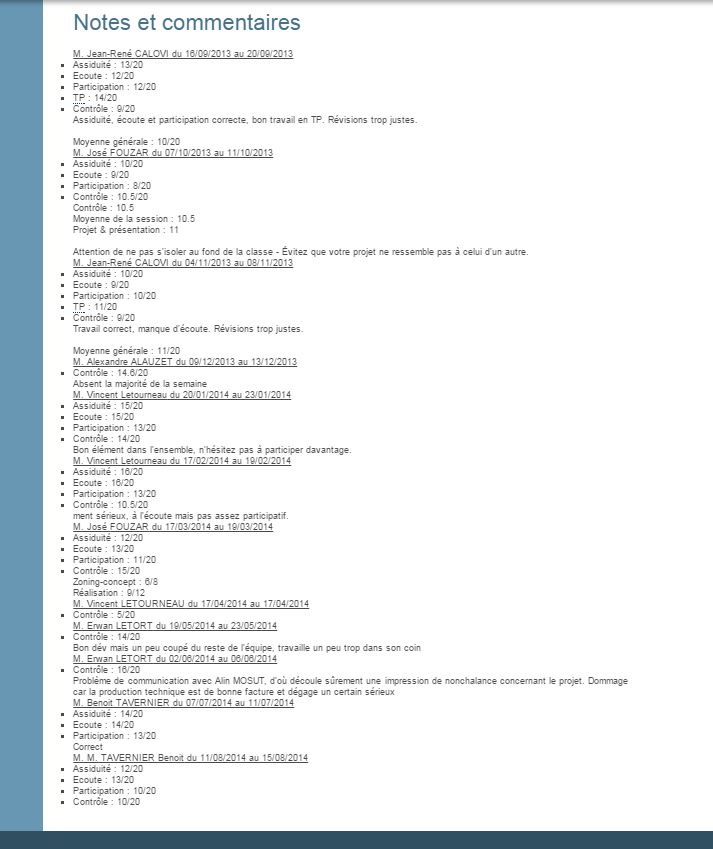 Notes et commentaires
M. Jean-René CALOVI du 16/09/2013 au 20/09/2013
Assiduité : 13/20
Ecoute : 12/20
Participation : 12/20
TP : 14/20
Contrôle : 9/20
Assiduité, écoute et participation correcte, bon travail en TP. Révisions trop justes.
Moyenne générale : 10/20
M. José FOUZAR du 07/10/2013 au 11/10/2013
Assiduité : 10/20
Ecoute : 9/20
Participation : 8/20
Contrôle : 10.5/20
Contrôle : 10.5
Moyenne de la session : 10.5
Projet & présentation : 11
Attention de ne pas s'isoler au fond de la classe - Évitez que votre projet ne ressemble pas à celui d'un autre.
M. Jean-René CALOVI du 04/11/2013 au 08/11/2013
Assiduité : 10/20
Ecoute : 9/20
Participation : 10/20
TP : 11/20
Contrôle : 9/20
Travail correct, manque d'écoute. Révisions trop justes.
Moyenne générale : 11/20
M. Alexandre ALAUZET du 09/12/2013 au 13/12/2013
Contrôle : 14.6/20
Absent la majorité de la semaine
M. Vincent Letourneau du 20/01/2014 au 23/01/2014
Assiduité : 15/20
Ecoute : 15/20
Participation : 13/20
Contrôle : 14/20
Bon élément dans l'ensemble, n'hésitez pas à participer davantage.
M. Vincent Letourneau du 17/02/2014 au 19/02/2014
Assiduité : 16/20
Ecoute : 16/20
Participation : 13/20
Contrôle : 10.5/20
ment sérieux, à l'écoute mais pas assez participatif.
M. José FOUZAR du 17/03/2014 au 19/03/2014
Assiduité : 12/20
Ecoute : 13/20
Participation : 11/20
Contrôle : 15/20
Zoning-concept : 6/8
Réalisation : 9/12
M. Vincent LETOURNEAU du 17/04/2014 au 17/04/2014
Contrôle : 5/20
M. Erwan LETORT du 19/05/2014 au 23/05/2014
Contrôle : 14/20
Bon dév mais un peu coupé du reste de l'équipe, travaille un peu trop dans son coin
M. Erwan LETORT du 02/06/2014 au 06/06/2014
Contrôle : 16/20
Problème de communication avec Alin MOSUT, d'où découle sûrement une impression de nonchalance concernant le projet. Dommage
car la production technique est de bonne facture et dégage un certain sérieux
M. Benoit TAVERNIER du 07/07/2014 au 11/07/2014
Assiduité : 14/20
Ecoute : 14/20
Participation : 13/20
Correct
M. M. TAVERNIER Benoit du 11/08/2014 au 15/08/2014
Assiduité : 12/20
Ecoute : 13/20
Participation : 10/20
Contrôle : 10/20